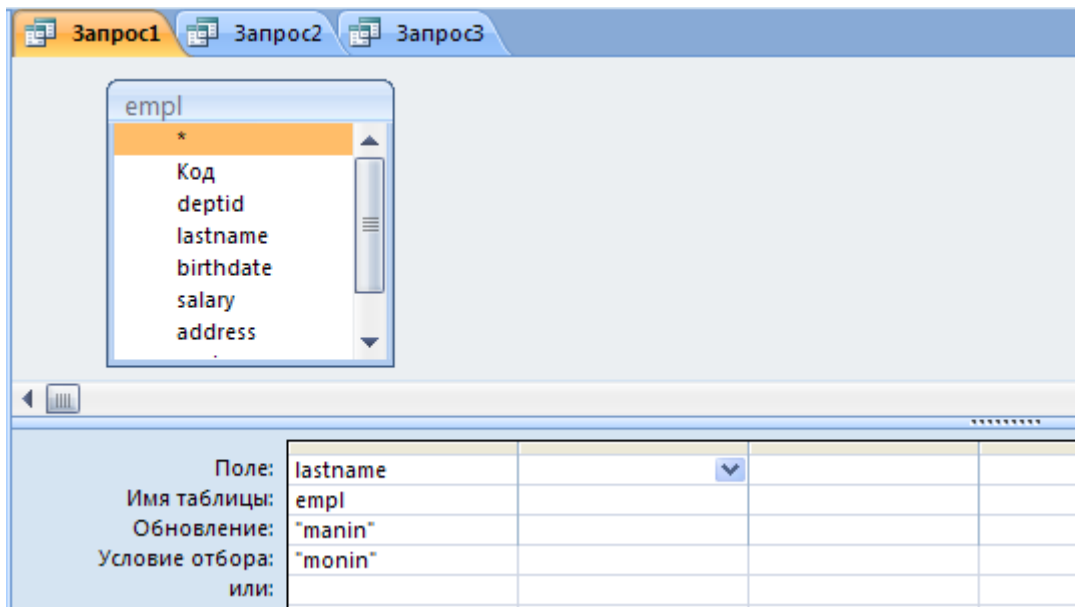 Запрос1 Запрос2 Запрос3
empl
*
Код
deptid
lastname
birthdate
salary
address
Поле: lastname
Имя таблицы: empl
Обновление: "manin"
Условие отбора: "monin"
или: